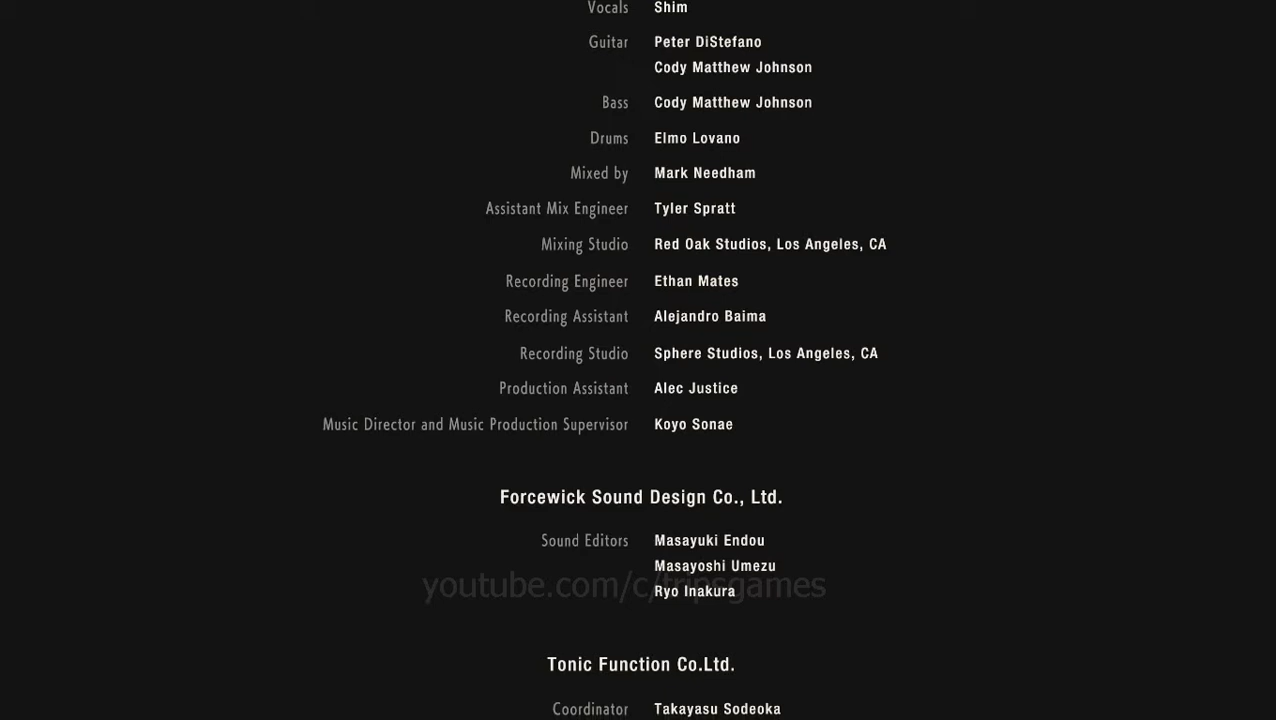 Vocals Shim
Guitar Peter DiStefano
Cody Matthew Johnson
Bass Cody Matthew Johnson
Drums Elmo Lovano
Mixed by Mark Needham
Assistant Mix Engineer Tyler Spratt
Mixing Studio Red Oak Studios, Los Angeles, CA
Recording Engineer Ethan Mates
Recording Assistant Alejandro Baima
Recording Studio Sphere Studios, Los Angeles, CA
Production Assistant Alec Justice
Music Director and Music Production Supervisor Koyo Sonae
Forcewick Sound Design Co., Ltd.
Sound Editors Masayuki Endou
Masayoshi Umezu
Ryo Inakura
youtube.com/c/tripsgames
Tonic Function Co.Ltd.
Coordinator Takayasu Sodeoka